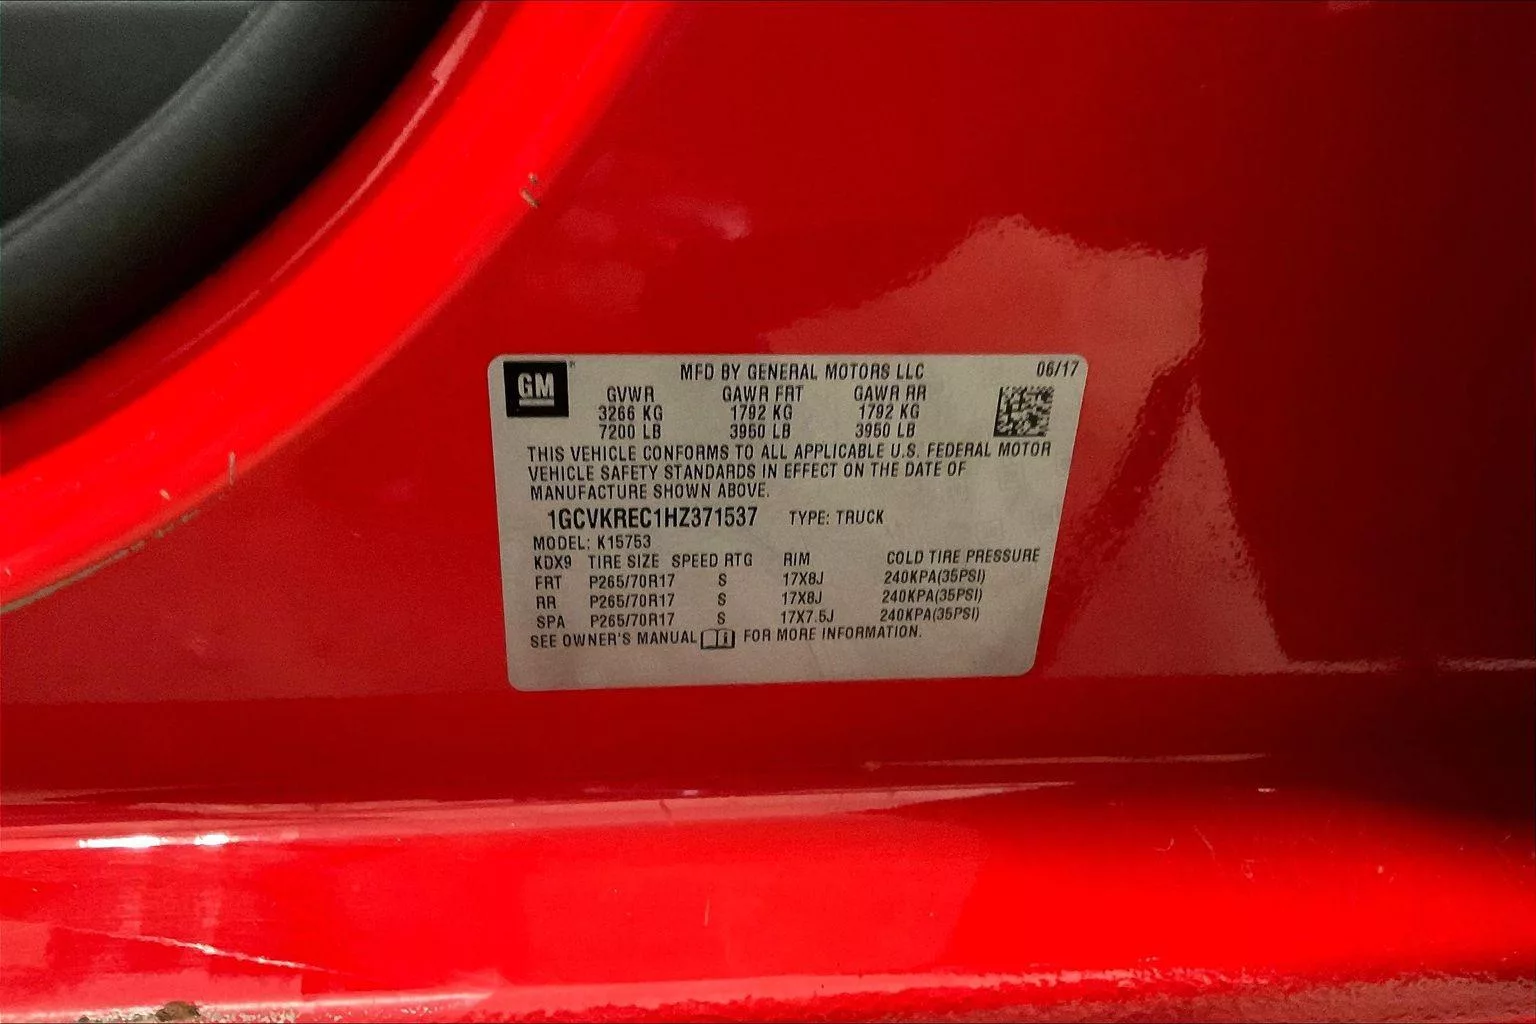 GM
MFD BY GENERAL MOTORS LLC 06/17
GVWR GAWR FRT GAWR RR
3266 KG 1792 KG 1792 KG
7200 LB 3950 LB 3950 LB
THIS VEHICLE CONFORMS TO ALL APPLICABLE U.S. FEDERAL MOTOR
VEHICLE SAFETY STANDARDS IN EFFECT ON THE DATE OF
MANUFACTURE SHOWN ABOVE.
1GCVKREC1HZ371537 TYPE: TRUCK
MODEL: K15753
KDX9 TIRE SIZE SPEED RTG RIM COLD TIRE PRESSURE
FRT P265/70R17 S 17X8J 240KPA(35PSI)
RR P265/70R17 S 17X8J 240KPA(35PSI)
SPA P265/70R17 S 17X7.5J 240KPA(35PSI)
SEE OWNER'S MANUAL FOR MORE INFORMATION.